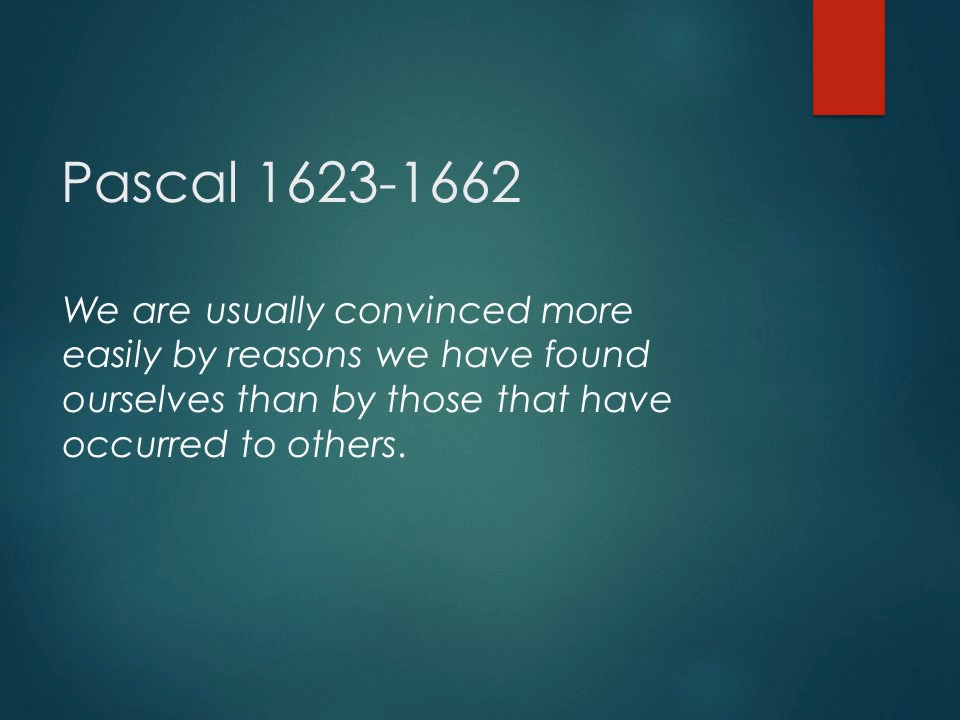 Pascal 1623-1662
We are usually convinced more
easily by reasons we have found
ourselves than by those that have
occurred to others.